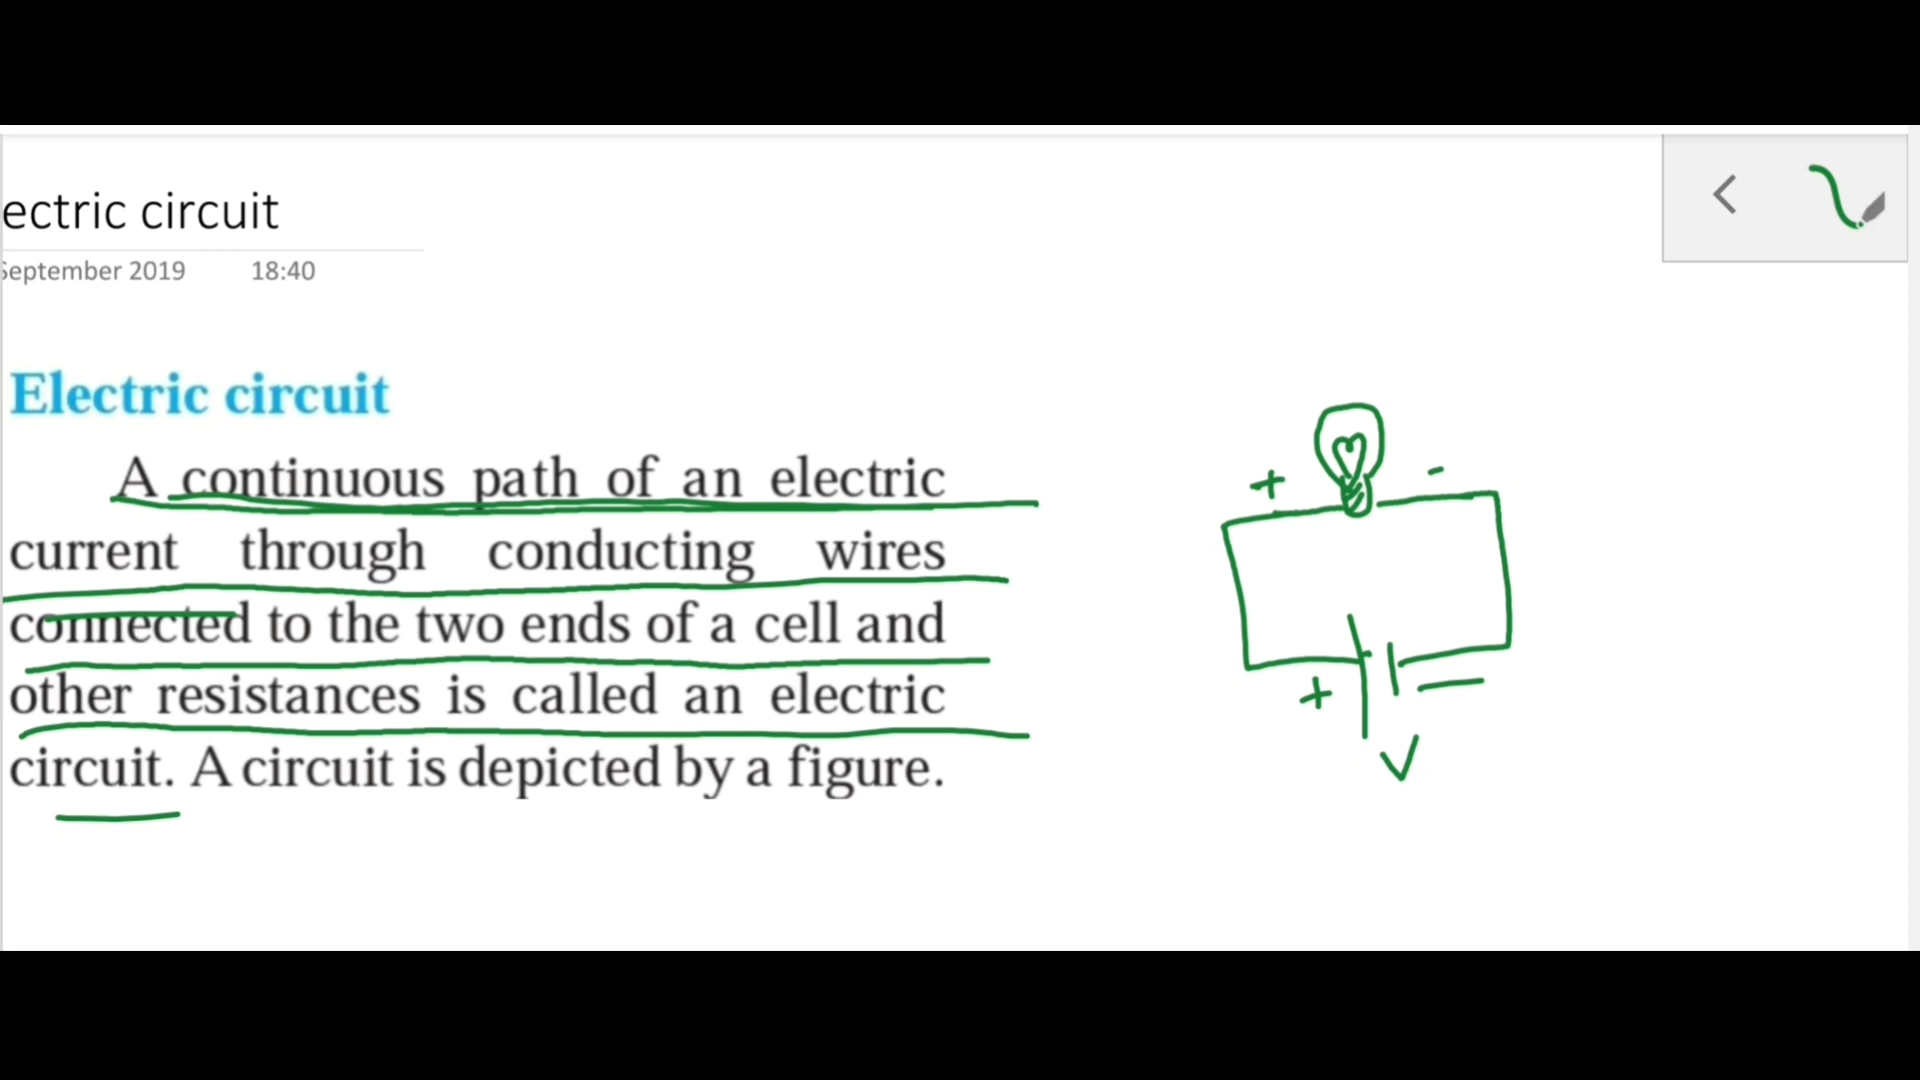 ectric circuit
September 2019 18:40
Electric circuit
A continuous path of an electric
current through conducting wires
connected to the two ends of a cell and
other resistances is called an electric
circuit. A circuit is depicted by a figure.
+ -
+ —
V